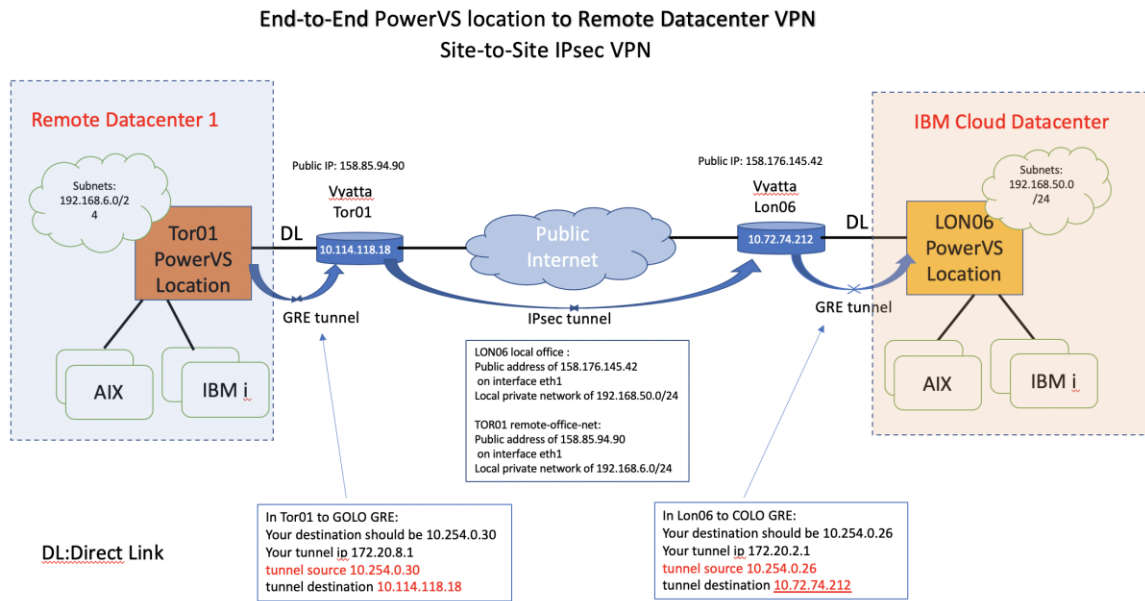 End-to-End PowerVS location to Remote Datacenter VPN
Site-to-Site IPsec VPN
Remote Datacenter 1
IBM Cloud Datacenter
Public IP: 158.85.94.90
Public IP: 158.176.145.42
Subnets:
192.168.6.0/2
4
Subnets:
192.168.50.0
/24
Vyatta
Tor01
Vyatta
Lon06
Tor01
PowerVS
Location
DL
10.114.118.18
Public
Internet
10.72.74.212
DL
LON06
PowerVS
Location
GRE tunnel
IPsec tunnel
GRE tunnel
AIX
IBM i
AIX
IBM i
LON06 local office :
Public address of 158.176.145.42
on interface eth1
Local private network of 192.168.50.0/24
TOR01 remote-office-net:
Public address of 158.85.94.90
on interface eth1
Local private network of 192.168.6.0/24
In Tor01 to GOLO GRE:
Your destination should be 10.254.0.30
Your tunnel ip 172.20.8.1
tunnel source 10.254.0.30
tunnel destination 10.114.118.18
In Lon06 to COLO GRE:
Your destination should be 10.254.0.26
Your tunnel ip 172.20.2.1
tunnel source 10.254.0.26
tunnel destination 10.72.74.212
DL:Direct Link